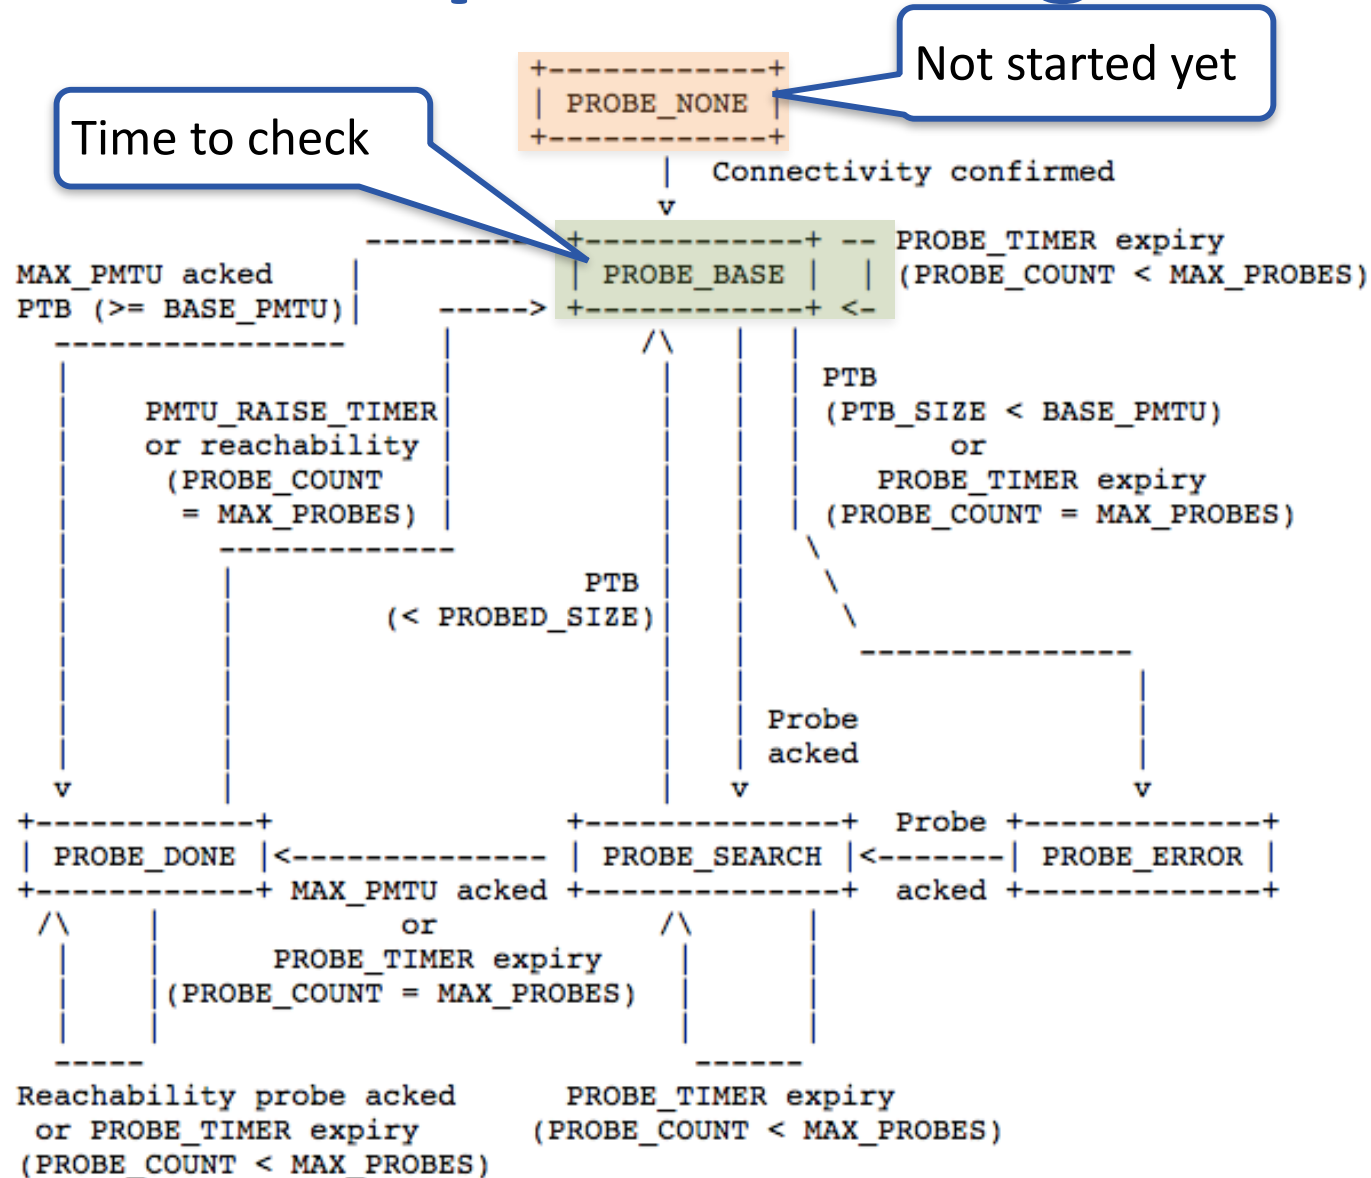 Not started yet
Time to check
+------------+
| PROBE_NONE |
+------------+
| Connectivity confirmed
v
---------- +------------+ -- PROBE_TIMER expiry
MAX_PMTU acked | | PROBE_BASE | | (PROBE_COUNT < MAX_PROBES)
PTB (>= BASE_PMTU)| -----> +------------+ <-
---------------- | /\ | |
| | | | | PTB
| PMTU_RAISE_TIMER| | | | (PTB_SIZE < BASE_PMTU)
| or reachability | | | | or
| (PROBE_COUNT | | | | PROBE_TIMER expiry
| = MAX_PROBES) | | | | (PROBE_COUNT = MAX_PROBES)
| ------------- | | \
| | PTB | | \
| | (< PROBED_SIZE)| | \
| | | | ---------------
| | | | |
| | | | Probe |
| | | | acked |
v | | v v
+------------+ +--------------+ Probe +-------------+
| PROBE_DONE |<-------------- | PROBE_SEARCH |<-------| PROBE_ERROR |
+------------+ MAX_PMTU acked +--------------+ acked +-------------+
/\ | or /\ |
| | PROBE_TIMER expiry | |
| |(PROBE_COUNT = MAX_PROBES) | |
| | | |
----- ------
Reachability probe acked PROBE_TIMER expiry
or PROBE_TIMER expiry (PROBE_COUNT < MAX_PROBES)
(PROBE_COUNT < MAX_PROBES)